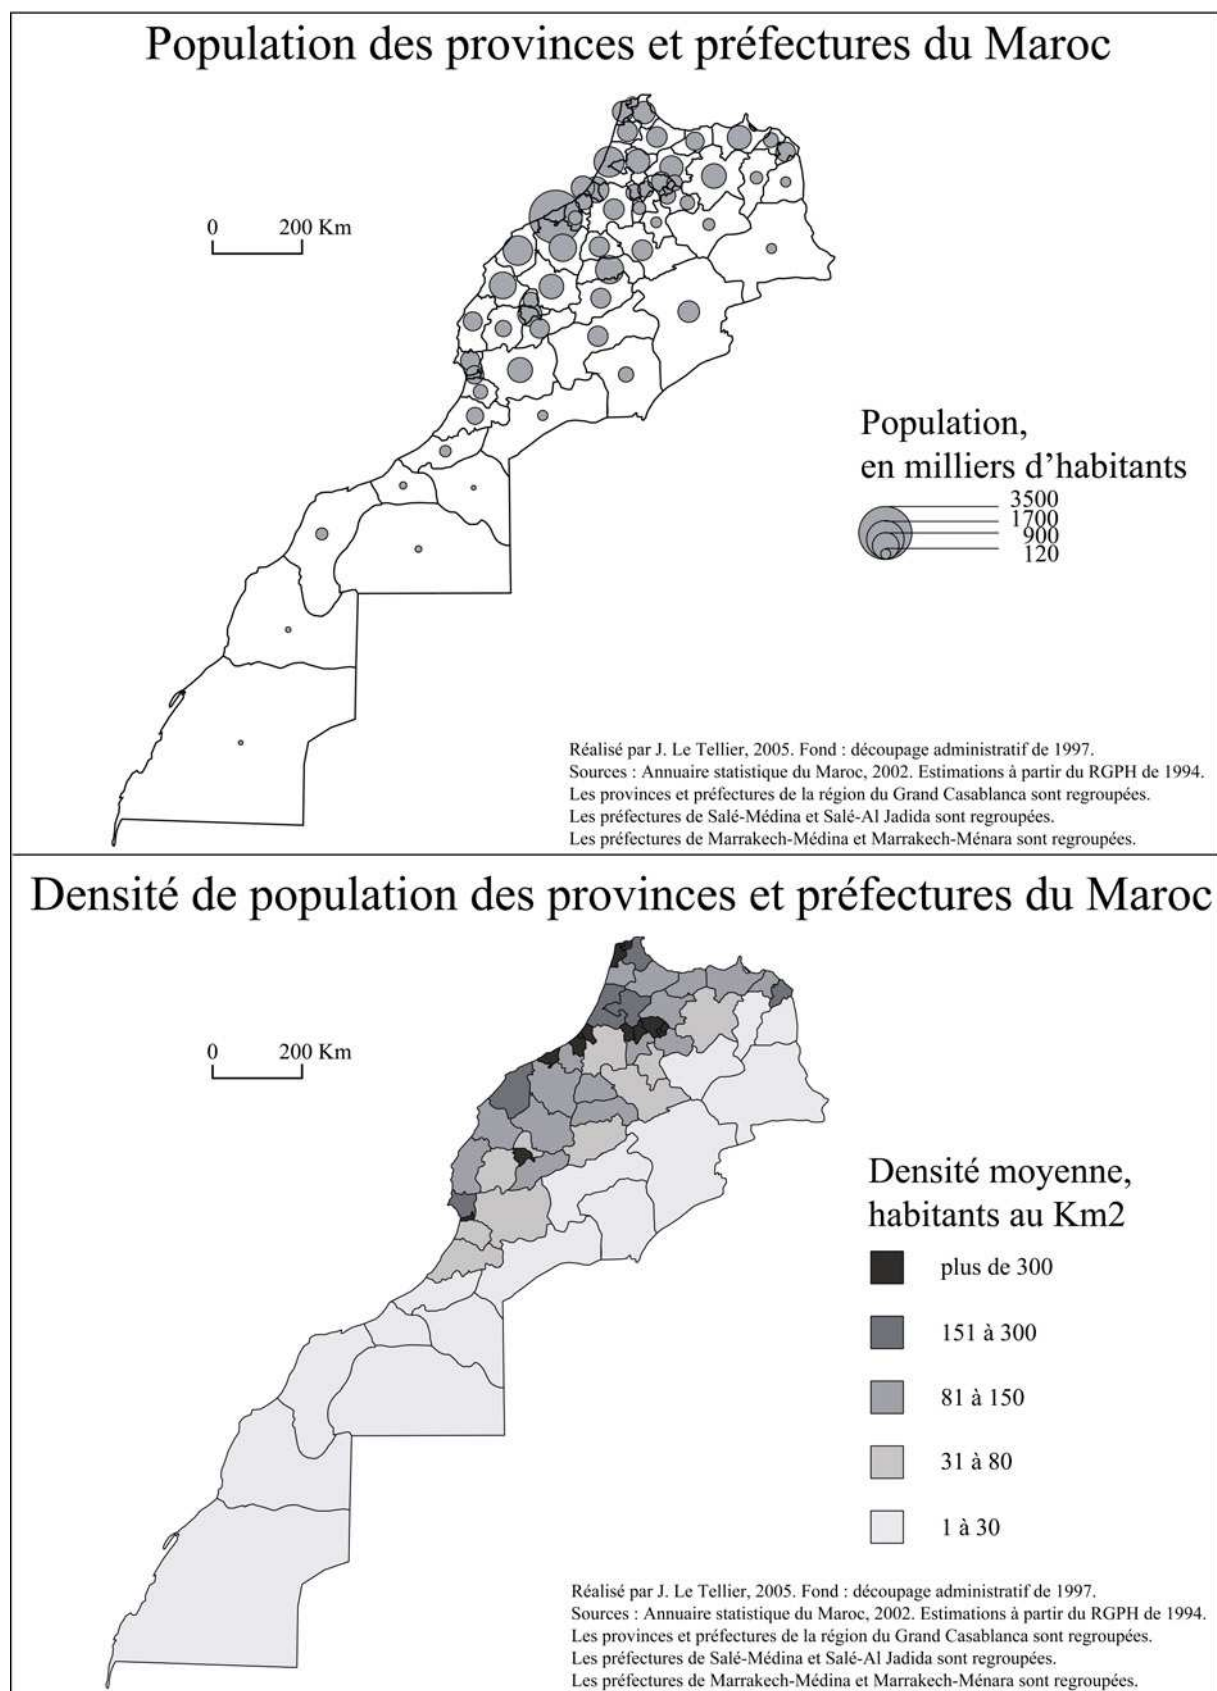 Population des provinces et préfectures du Maroc
0 200 Km
Population,
en milliers d’habitants
3500
1700
900
120
Réalisé par J. Le Tellier, 2005. Fond : découpage administratif de 1997.
Sources : Annuaire statistique du Maroc, 2002. Estimations à partir du RGPH de 1994.
Les provinces et préfectures de la région du Grand Casablanca sont regroupées.
Les préfectures de Salé-Médina et Salé-Al Jadida sont regroupées.
Les préfectures de Marrakech-Médina et Marrakech-Ménara sont regroupées.
Densité de population des provinces et préfectures du Maroc
0 200 Km
Densité moyenne,
habitants au Km2
plus de 300
151 à 300
81 à 150
31 à 80
1 à 30
Réalisé par J. Le Tellier, 2005. Fond : découpage administratif de 1997.
Sources : Annuaire statistique du Maroc, 2002. Estimations à partir du RGPH de 1994.
Les provinces et préfectures de la région du Grand Casablanca sont regroupées.
Les préfectures de Salé-Médina et Salé-Al Jadida sont regroupées.
Les préfectures de Marrakech-Médina et Marrakech-Ménara sont regroupées.